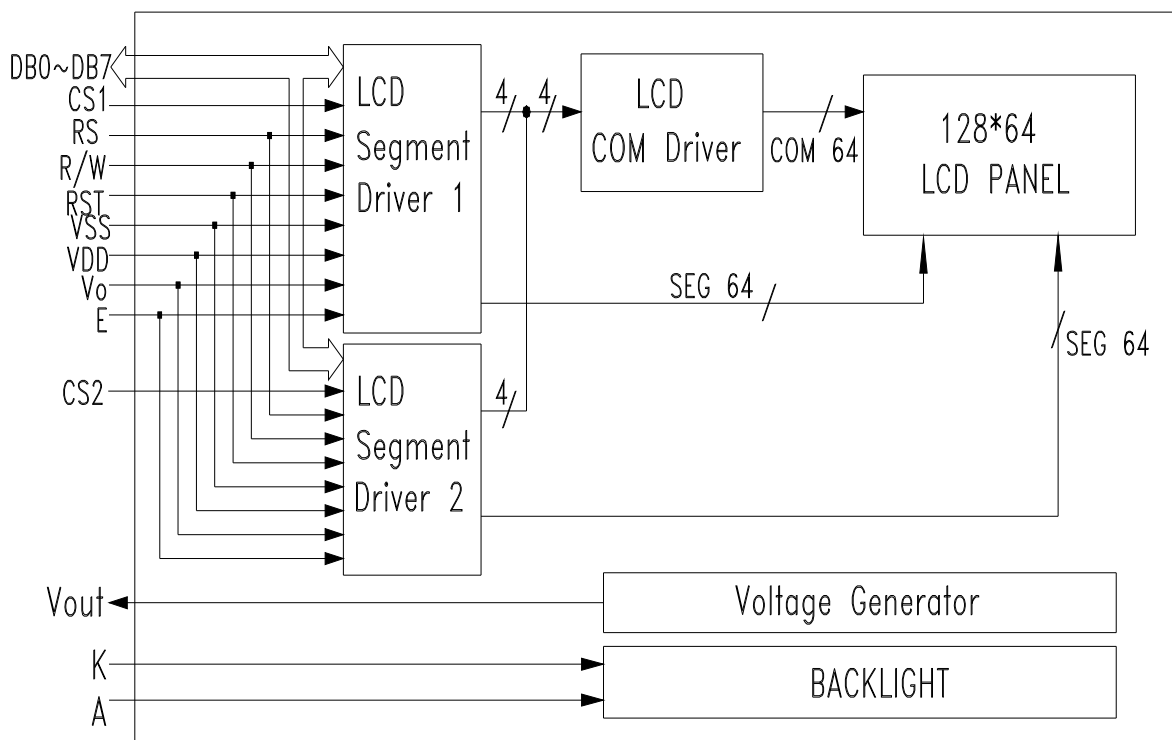 DB0~DB7
CS1
RS
R/W
RST
VSS
VDD
Vo
E
CS2
LCD
Segment
Driver 1
4
4
LCD
COM Driver
COM 64
128*64
LCD PANEL
SEG 64
SEG 64
LCD
Segment
Driver 2
4
Vout
Voltage Generator
K
A
BACKLIGHT